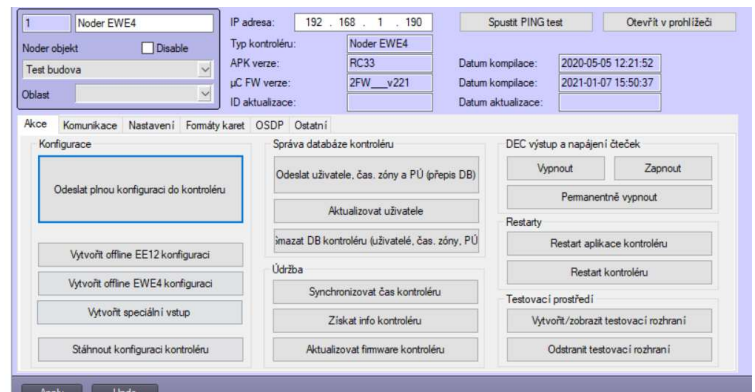 1
Noder EWE4
Noder objekt
Disable
Test budova
Oblast
IP adresa: 192 . 168 . 1 . 190
Typ kontroléru: Noder EWE4
APK verze: RC33
µC FW verze: 2FW___v221
ID aktualizace:
Spustit PING test
Otevřít v prohlížeči
Datum kompilace: 2020-05-05 12:21:52
Datum kompilace: 2021-01-07 15:50:37
Datum aktualizace:
Akce Komunikace Nastavení Formáty karet OSDP Ostatní
Konfigurace
Odeslat plnou konfiguraci do kontroléru
Vytvořit offline EE12 konfiguraci
Vytvořit offline EWE4 konfiguraci
Vytvořit speciální vstup
Stáhnout konfiguraci kontroléru
Správa databáze kontroléru
Odeslat uživatele, čas. zóny a PÚ (přepis DB)
Aktualizovat uživatele
mazat DB kontroléru (uživatelé, čas. zóny, PÚ
Údržba
Synchronizovat čas kontroléru
Získat info kontroléru
Aktualizovat firmware kontroléru
DEC výstup a napájení čteček
Vypnout
Zapnout
Permanentně vypnout
Restarty
Restart aplikace kontroléru
Restart kontroléru
Testovací prostředí
Vytvořit/zobrazit testovací rozhraní
Odstranit testovací rozhraní
Apply
Undo